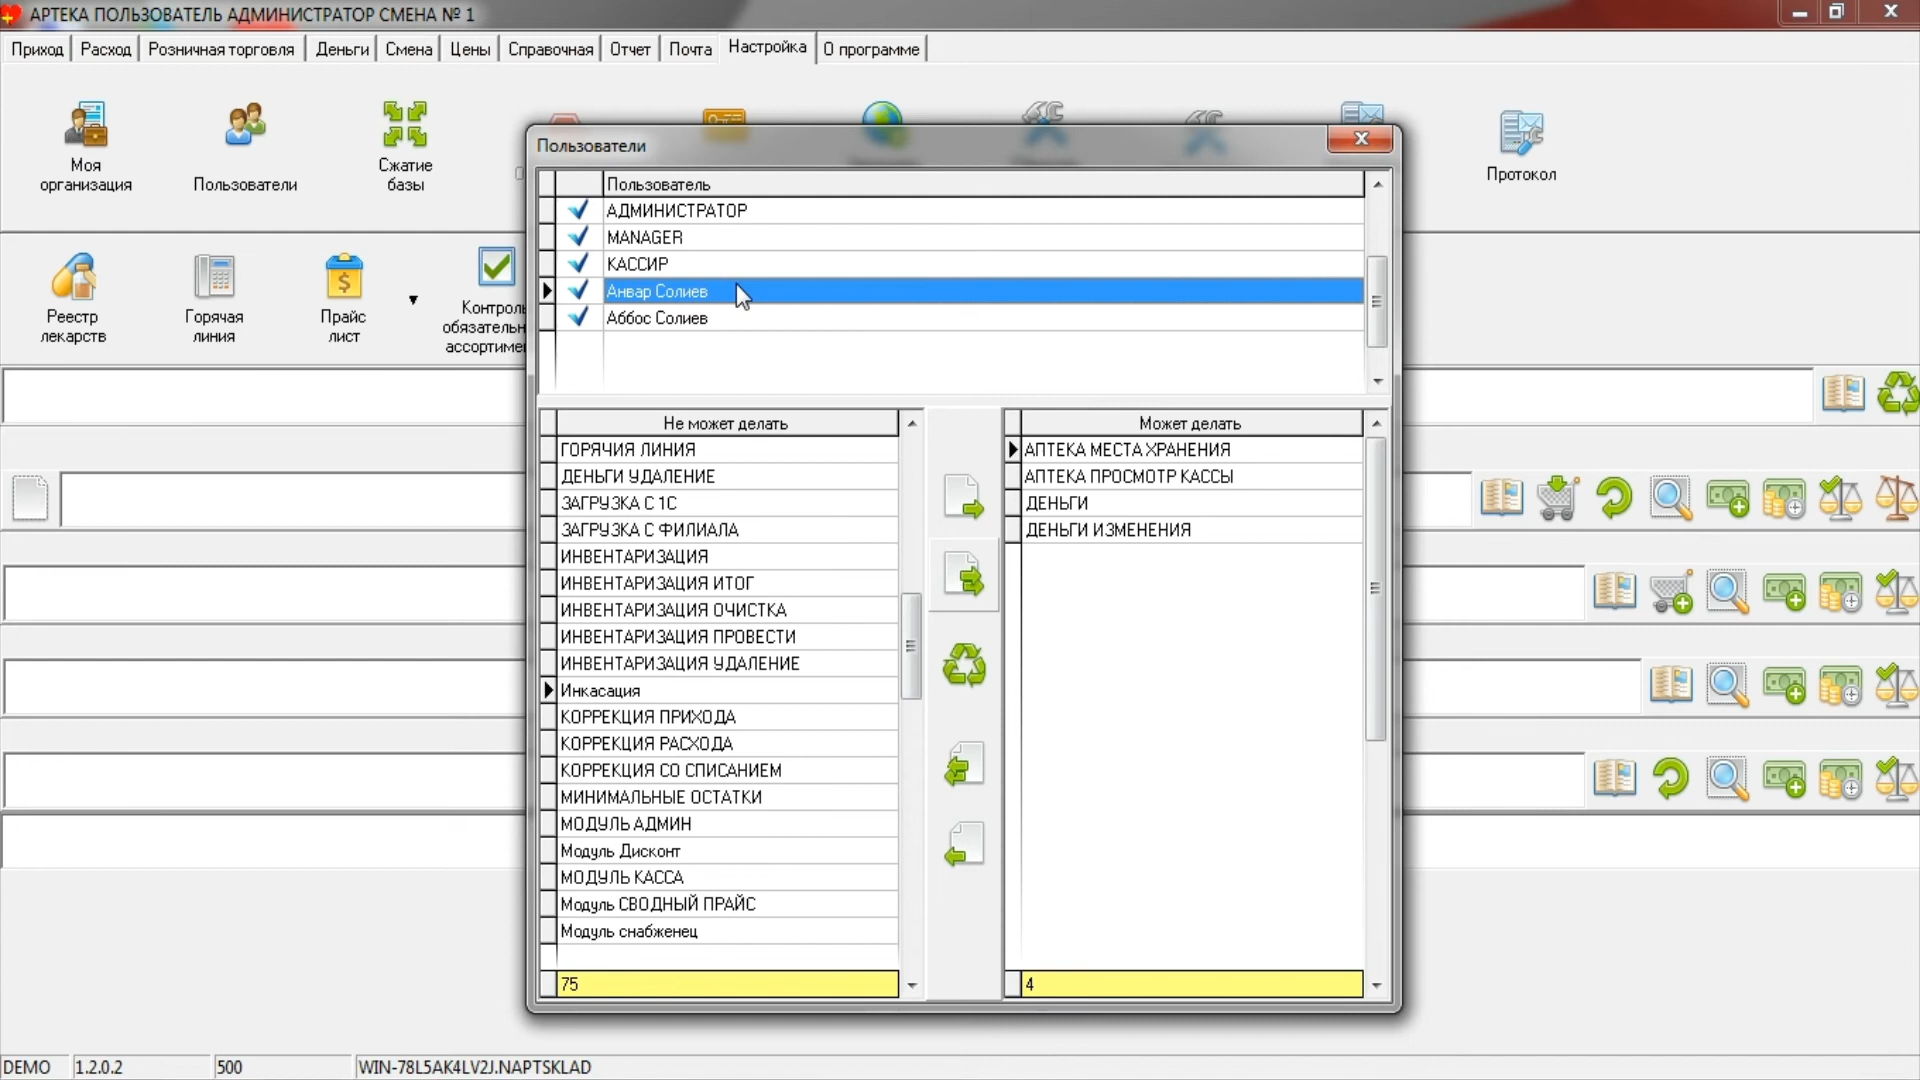 АРТЕКА ПОЛЬЗОВАТЕЛЬ АДМИНИСТРАТОР СМЕНА № 1
Приход Расход Розничная торговля Деньги Смена Цены Справочная Отчет Почта Настройка О программе
Моя организация
Пользователи
Сжатие базы
Протокол
Реестр лекарств
Горячая линия
Прайс лист
Пользователи
Пользователь
АДМИНИСТРАТОР
MANAGER
КАССИР
Анвар Солиев
Аббос Солиев
Не может делать
ГОРЯЧИЯ ЛИНИЯ
ДЕНЬГИ УДАЛЕНИЕ
ЗАГРУЗКА С 1С
ЗАГРУЗКА С ФИЛИАЛА
ИНВЕНТАРИЗАЦИЯ
ИНВЕНТАРИЗАЦИЯ ИТОГ
ИНВЕНТАРИЗАЦИЯ ОЧИСТКА
ИНВЕНТАРИЗАЦИЯ ПРОВЕСТИ
ИНВЕНТАРИЗАЦИЯ УДАЛЕНИЕ
Инкасация
КОРРЕКЦИЯ ПРИХОДА
КОРРЕКЦИЯ РАСХОДА
КОРРЕКЦИЯ СО СПИСАНИЕМ
МИНИМАЛЬНЫЕ ОСТАТКИ
МОДУЛЬ АДМИН
Модуль Дисконт
МОДУЛЬ КАССА
Модуль СВОДНЫЙ ПРАЙС
Модуль снабженец
75
Может делать
АПТЕКА МЕСТА ХРАНЕНИЯ
АПТЕКА ПРОСМОТР КАССЫ
ДЕНЬГИ
ДЕНЬГИ ИЗМЕНЕНИЯ
4
DEMO 1.2.0.2 500 WIN-78L5AK4LV2J.NAPTSKLAD